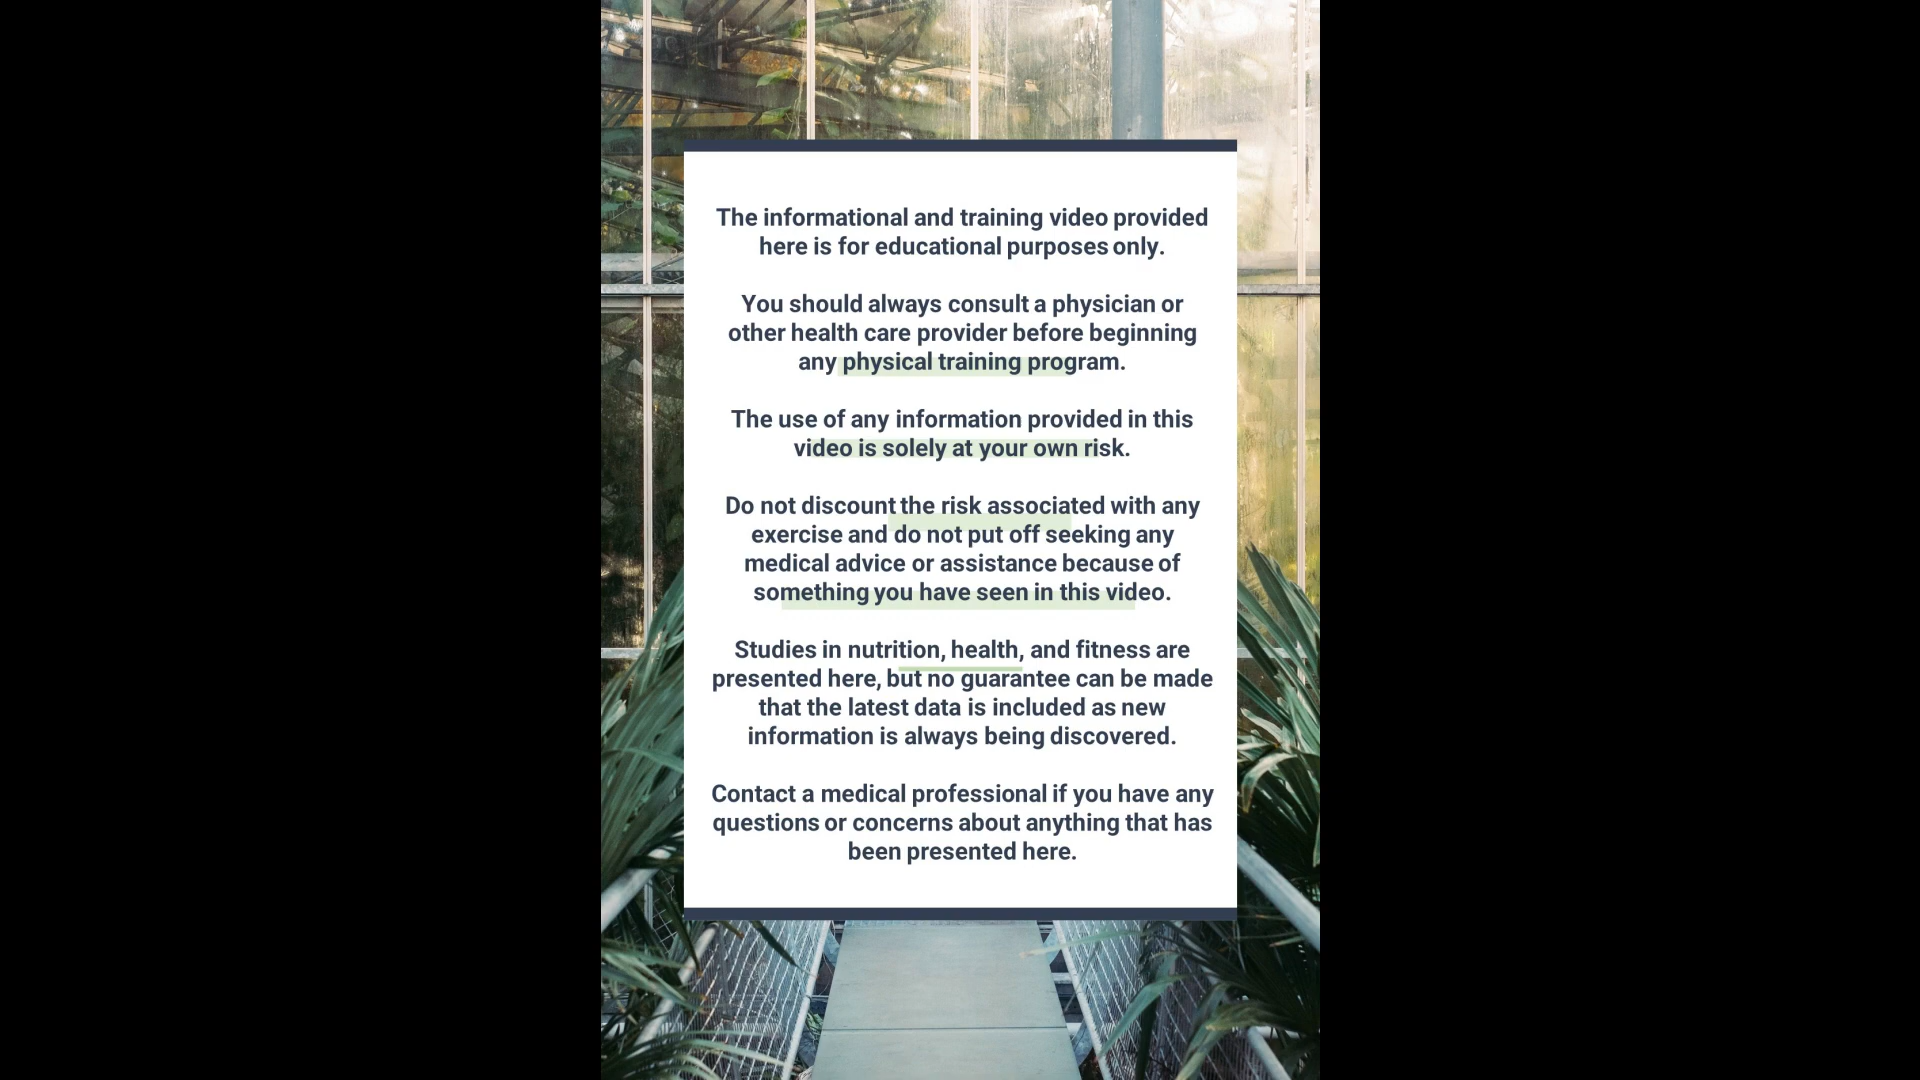 The informational and training video provided
here is for educational purposes only.
You should always consult a physician or
other health care provider before beginning
any physical training program.
The use of any information provided in this
video is solely at your own risk.
Do not discount the risk associated with any
exercise and do not put off seeking any
medical advice or assistance because of
something you have seen in this video.
Studies in nutrition, health, and fitness are
presented here, but no guarantee can be made
that the latest data is included as new
information is always being discovered.
Contact a medical professional if you have any
questions or concerns about anything that has
been presented here.